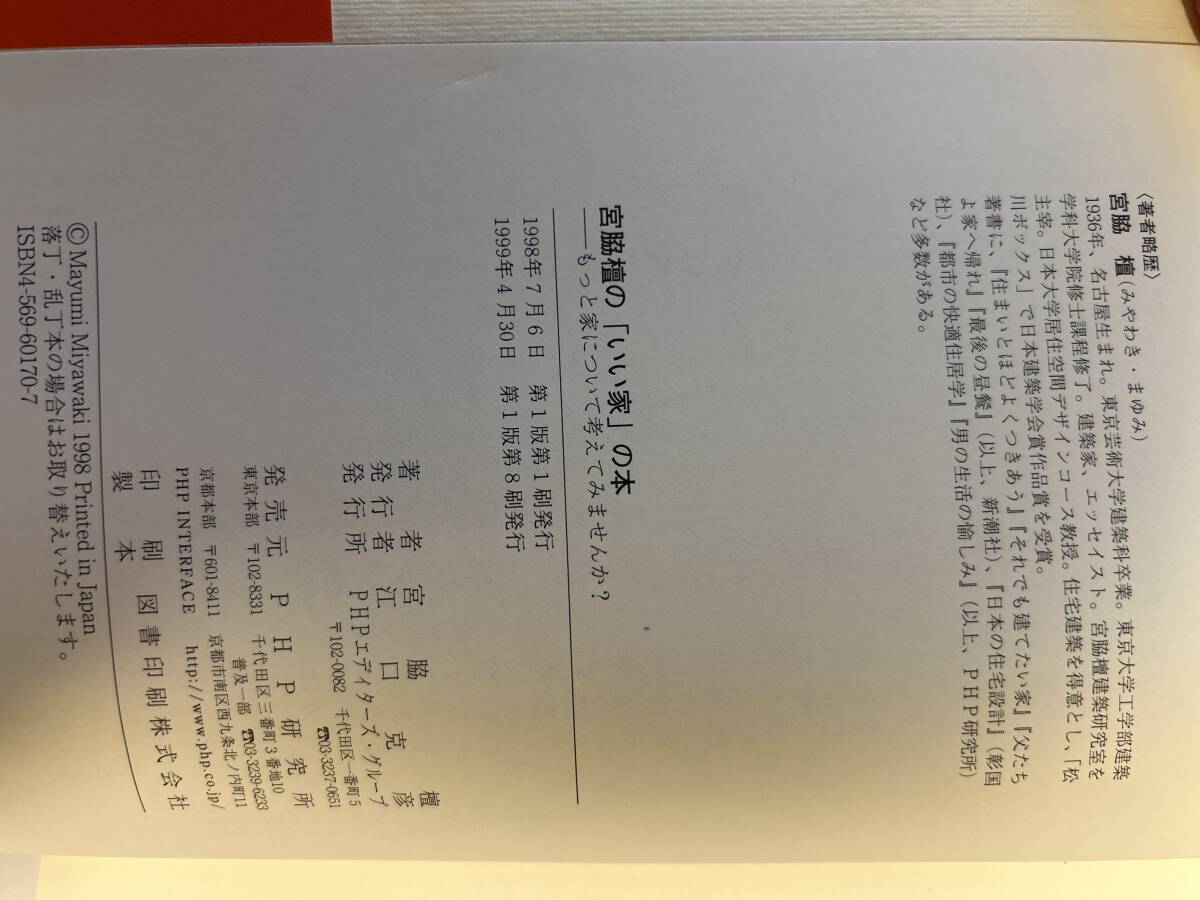 〈著者略歴〉
宮脇　檀(みやわき・まゆみ)
1936年、名古屋生まれ。東京芸術大学建築科卒業。東京大学工学部建築
学科大学院修士課程修了。建築家、エッセイスト。宮脇檀建築研究室を
主宰。日本大学居住空間デザインコース教授。住宅建築を得意とし、「松
川ボックス」で日本建築学会賞作品賞を受賞。
著書に、『住まいとほどよくつきあう』『それでも建てたい家』『父たち
よ家へ帰れ』『最後の昼餐』(以上、新潮社)、『日本の住宅設計』(彰国
社)、『都市の快適住居学』『男の生活の愉しみ』(以上、PHP研究所)
など多数がある。
宮脇檀の「いい家」の本
――もっと家について考えてみませんか？
1998年7月6日　第1版第1刷発行
1999年4月30日　第1版第8刷発行
著者　宮脇　檀
発行者　江口克彦
発行所　PHPエディターズ・グループ
〒102-0082　千代田区一番町5
☎03-3237-0651
発売元　PHP研究所
東京本部　〒102-8331　千代田区三番町3番地10
普及一部　☎03-3239-6233
京都本部　〒601-8411　京都市南区西九条北ノ内町11
PHP INTERFACE　http://www.php.co.jp/
印刷
製本　図書印刷株式会社
© Mayumi Miyawaki 1998 Printed in Japan
落丁・乱丁本の場合はお取り替えいたします。
ISBN4-569-60170-7